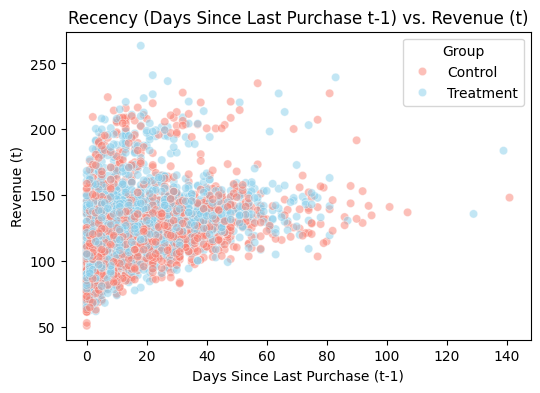 Recency (Days Since Last Purchase t-1) vs. Revenue (t)
Group
Control
Treatment
Revenue (t)
250
200
150
100
50
0
20
40
60
80
100
120
140
Days Since Last Purchase (t-1)